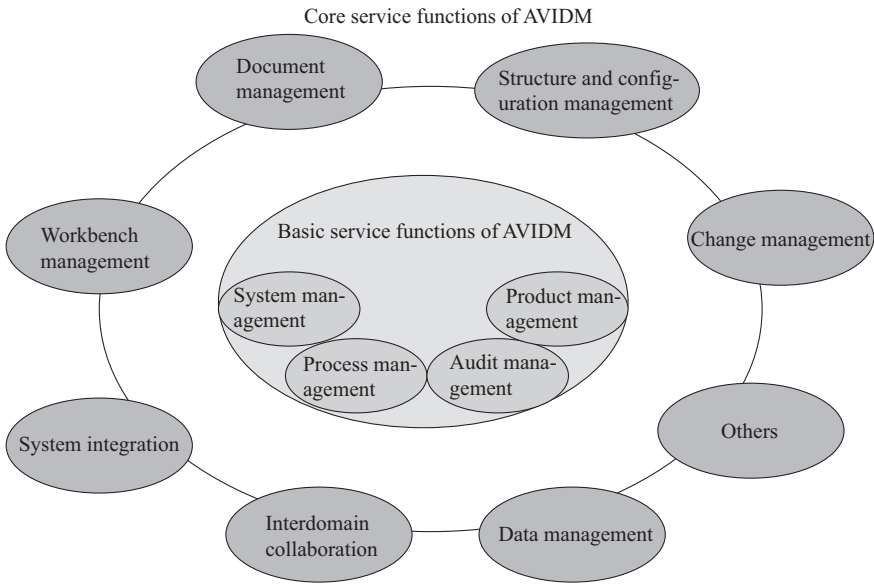 Core service functions of AVIDM
Document
management
Structure and config-
uration management
Workbench
management
Basic service functions of AVIDM
Change management
System man-
agement
Product man-
agement
Process man-
agement
Audit mana-
gement
System integration
Others
Interdomain
collaboration
Data management